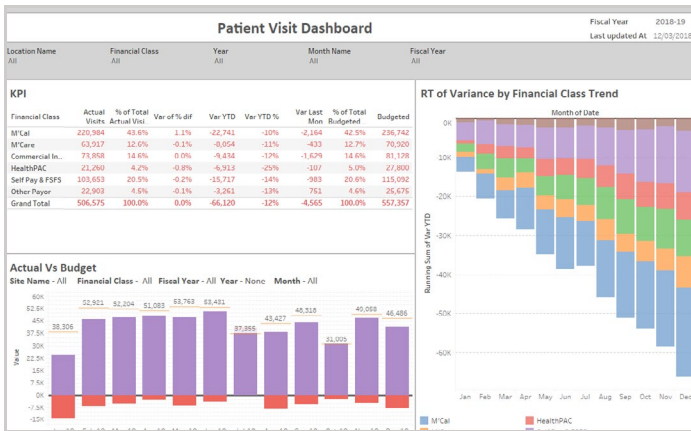 Patient Visit Dashboard
Fiscal Year 2018-19
Last updated At 12/03/2018
Location Name Financial Class Year Month Name Fiscal Year
All All All All All
KPI
Financial Class Actual Visits % of Total Actual Visi.. Var of % dif Var YTD Var YTD % Var Last Mon % of Total Budgeted Budgeted
M'Cal 220,984 43.6% 1.1% -22,741 -10% -2,164 42.5% 236,742
M'Care 63,917 12.6% -0.1% -8,054 -11% -433 12.7% 70,920
Commercial In... 73,858 14.6% 0.0% -9,434 -12% -1,629 14.6% 81,128
HealthPAC 21,260 4.2% -0.8% -6,913 -25% -107 5.0% 27,800
Self Pay & FSFS 103,653 20.5% -0.2% -15,717 -14% -983 20.6% 115,092
Other Payor 22,903 4.5% -0.1% -3,261 -13% 751 4.6% 25,676
Grand Total 506,575 100.0% 0.0% -66,120 -12% -4,565 100.0% 557,357
RT of Variance by Financial Class Trend
Month of Date
Running Sum of Var YTD
0K
-10K
-20K
-30K
-40K
-50K
-60K
Jan Feb Mar Apr May Jun Jul Aug Sep Oct Nov Dec
M'Cal HealthPAC
Actual Vs Budget
Site Name - All Financial Class - All Fiscal Year - All Year - None Month - All
Value
60K
52.5K
45K
37.5K
30K
22.5K
15K
7.5K
0K
-7.5K
-15K
38,306 52,921 52,204 51,083 53,763 53,431 37,355 43,427 48,318 31,005 46,486